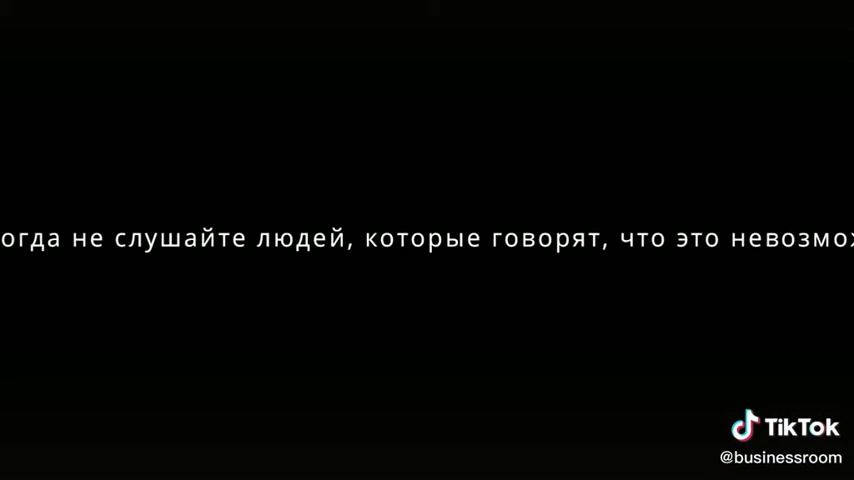 огда не слушайте людей, которые говорят, что это невозмо
TikTok
@businessroom